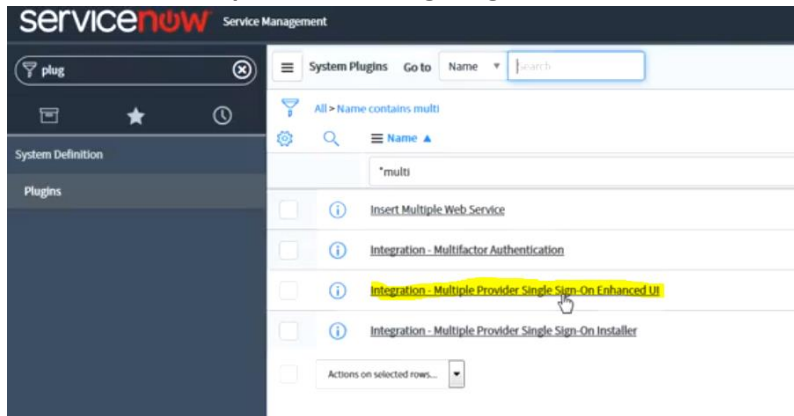 servicenow Service Management
plug
System Plugins Go to Name Search
All > Name contains multi
Name
System Definition
*multi
Plugins
Insert Multiple Web Service
Integration - Multifactor Authentication
Integration - Multiple Provider Single Sign-On Enhanced UI
Integration - Multiple Provider Single Sign-On Installer
Actions on selected rows...